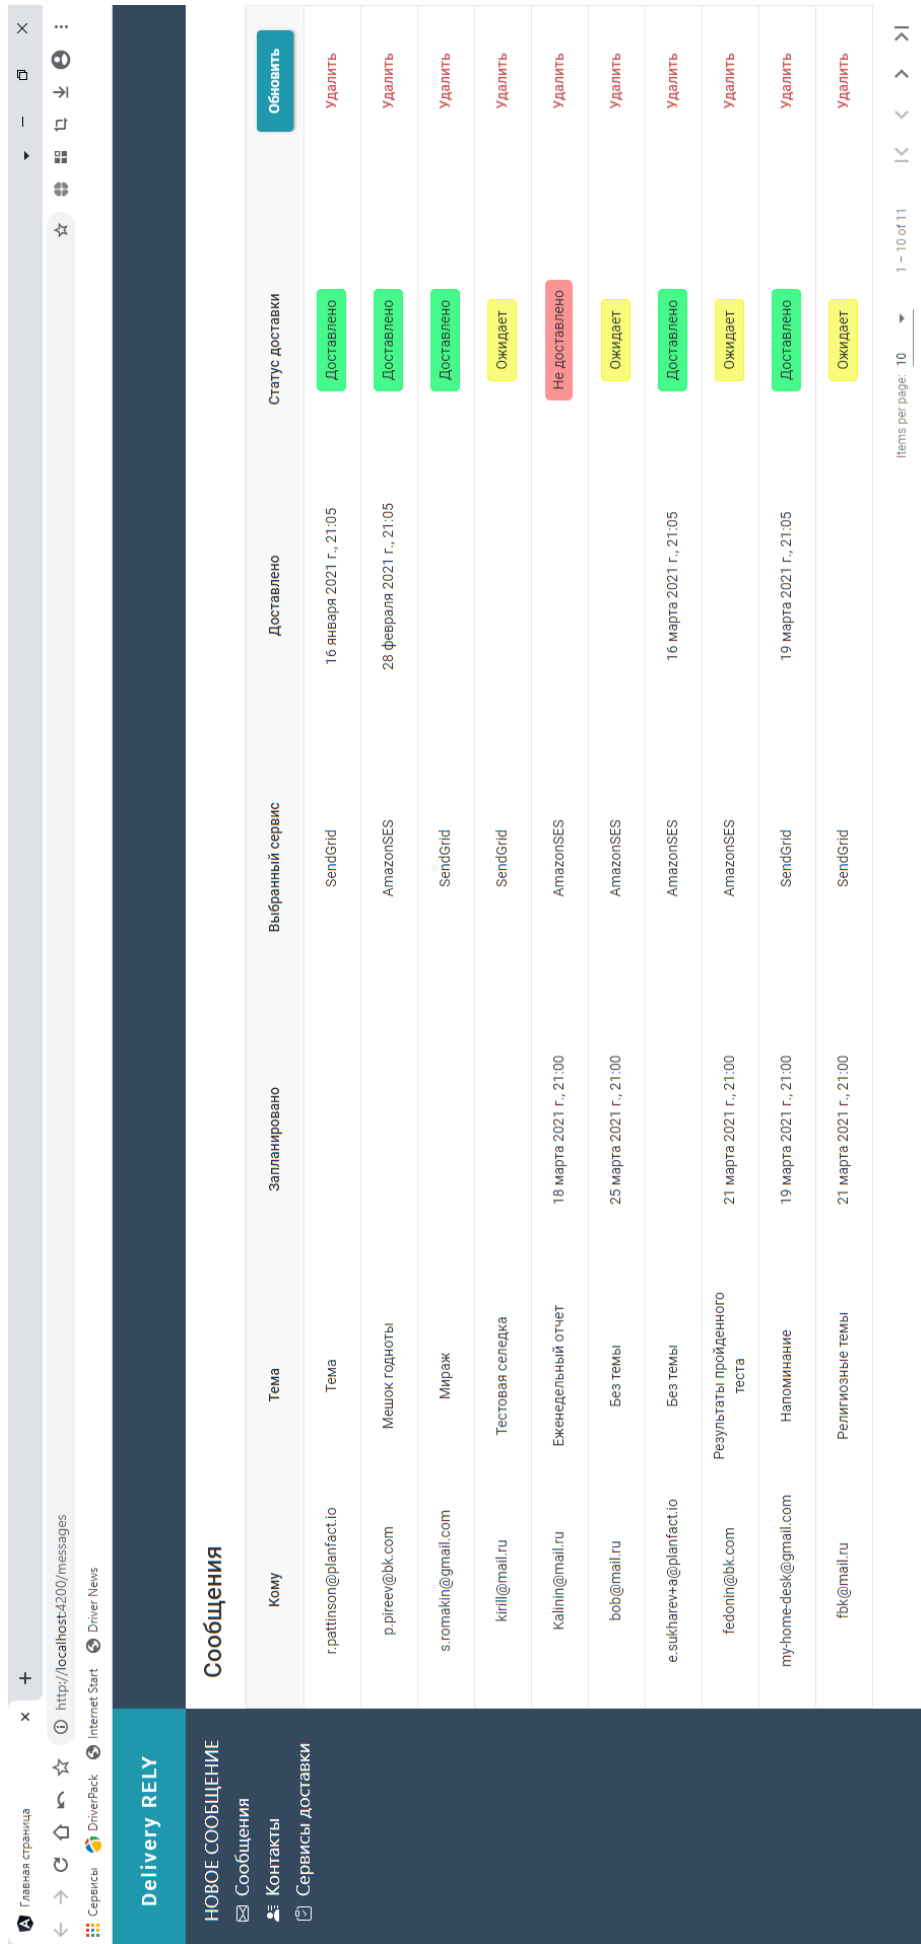 Главная страница
http://localhost:4200/messages
Сервисы DriverPack Internet Start Driver News
Delivery RELY
НОВОЕ СООБЩЕНИЕ
Сообщения
Контакты
Сервисы доставки
Сообщения
Кому Тема Запланировано Выбранный сервис Доставлено Статус доставки Обновить
r.pattinson@planfact.io Тема SendGrid 16 января 2021 г., 21:05 Доставлено Удалить
p.pireev@bk.com Мешок годноты AmazonSES 28 февраля 2021 г., 21:05 Доставлено Удалить
s.romakin@gmail.com Мираж SendGrid Доставлено Удалить
kirill@mail.ru Тестовая селедка SendGrid Ожидает Удалить
Kalinin@mail.ru Еженедельный отчет 18 марта 2021 г., 21:00 AmazonSES Не доставлено Удалить
bob@mail.ru Без темы 25 марта 2021 г., 21:00 AmazonSES Ожидает Удалить
e.sukharev+a@planfact.io Без темы AmazonSES 16 марта 2021 г., 21:05 Доставлено Удалить
fedonin@bk.com Результаты пройденного
теста 21 марта 2021 г., 21:00 AmazonSES Ожидает Удалить
my-home-desk@gmail.com Напоминание 19 марта 2021 г., 21:00 SendGrid 19 марта 2021 г., 21:05 Доставлено Удалить
fbk@mail.ru Религиозные темы 21 марта 2021 г., 21:00 SendGrid Ожидает Удалить
Items per page: 10 1 – 10 of 11